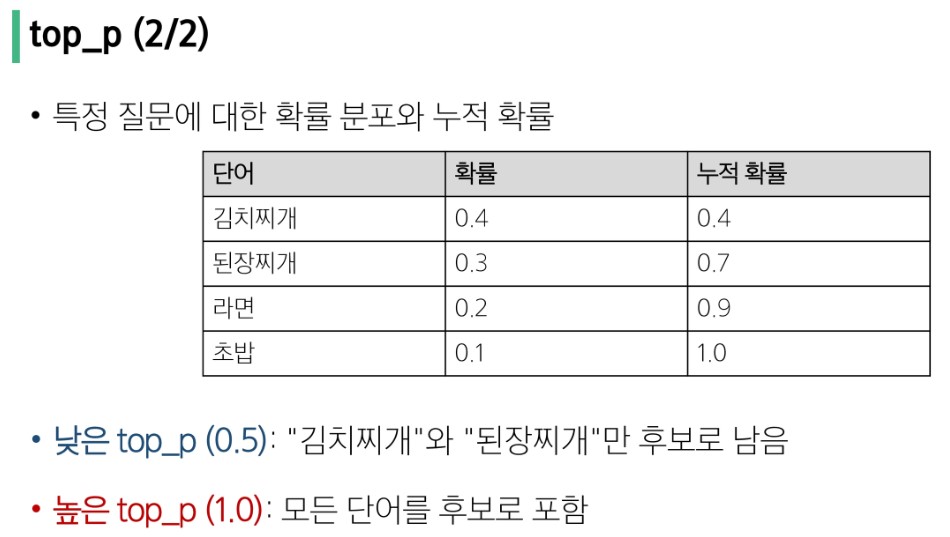 top_p (2/2)
• 특정 질문에 대한 확률 분포와 누적 확률
단어 확률 누적 확률
김치찌개 0.4 0.4
된장찌개 0.3 0.7
라면 0.2 0.9
초밥 0.1 1.0
• 낮은 top_p (0.5): "김치찌개"와 "된장찌개"만 후보로 남음
• 높은 top_p (1.0): 모든 단어를 후보로 포함